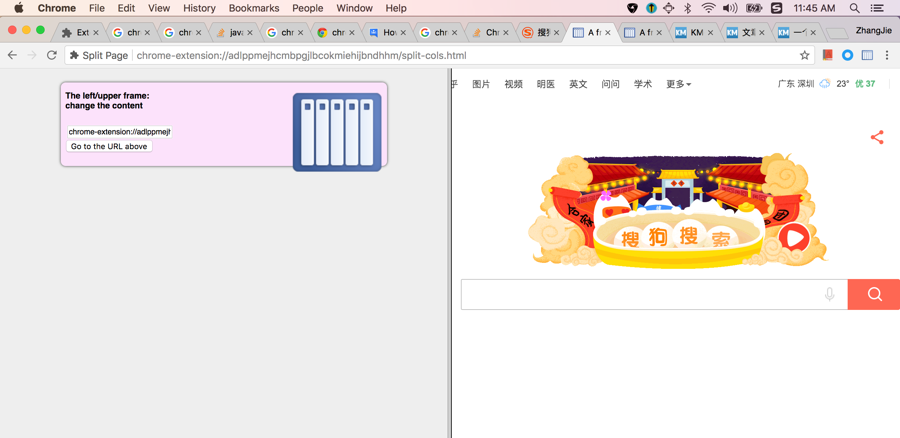 Chrome File Edit View History Bookmarks People Window Help 11:45 AM
Ext chr chr java chr chr Hov chr Chr 搜狗 A fr A fr KM KM 文章 KM 一个 ZhangJie
Split Page chrome-extension://adlppmejhcmbpgjlbcokmiehijbndhhm/split-cols.html
The left/upper frame:
change the content
chrome-extension://adlppmejh
Go to the URL above
乎 图片 视频 明医 英文 问问 学术 更多 广东 深圳 23° 优 37
搜 狗 搜 索